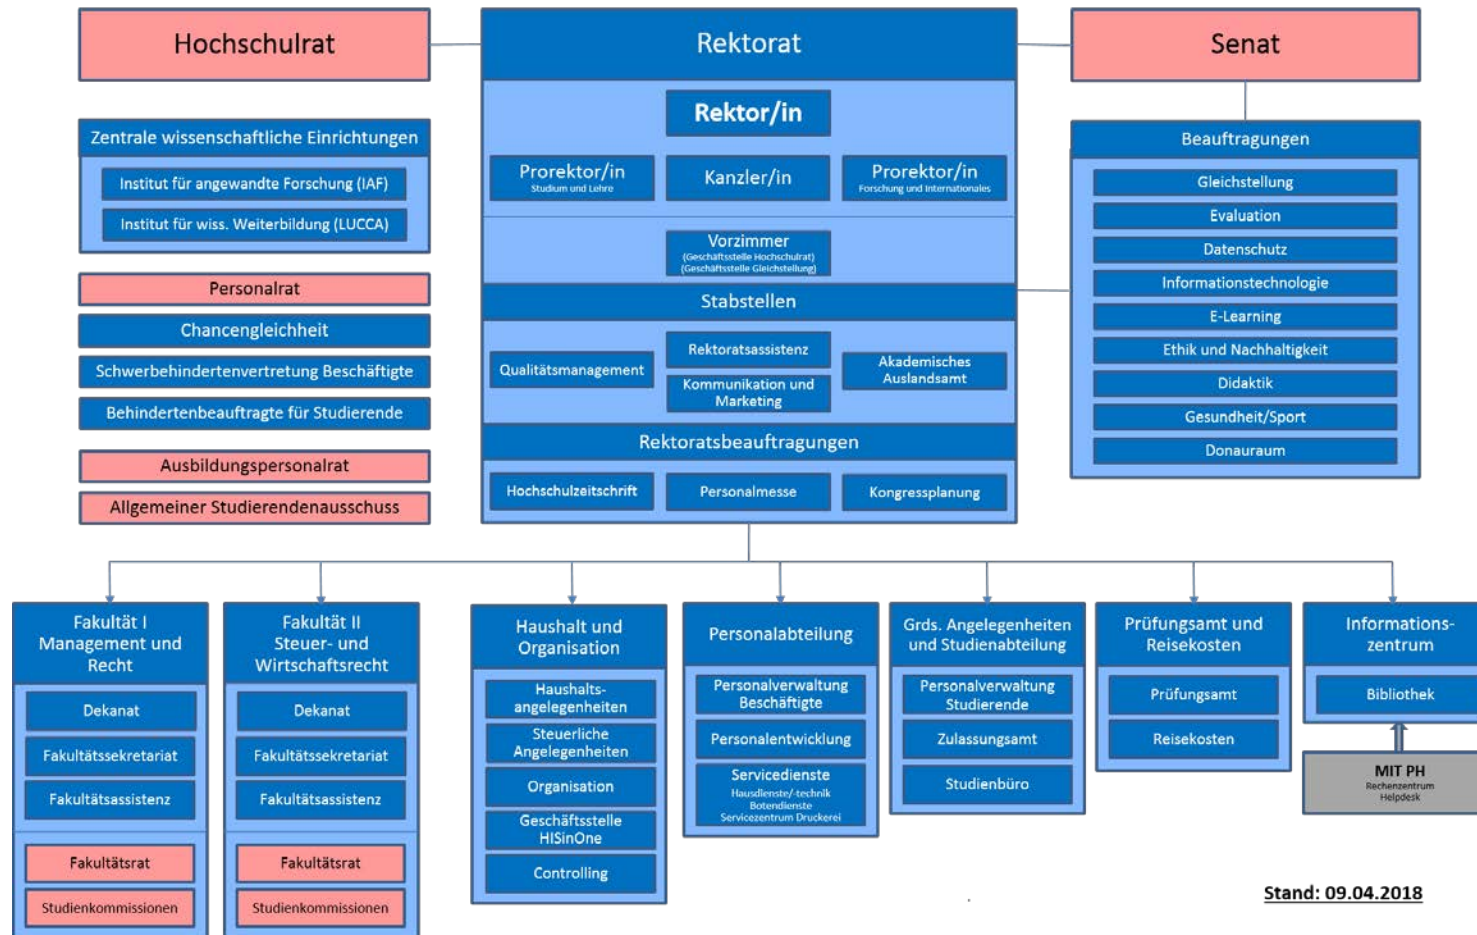 Hochschulrat
Rektorat
Senat
Rektor/in
Prorektor/in
Studium und Lehre
Kanzler/in
Prorektor/in
Forschung und Internationales
Vorzimmer
(Geschäftsstelle Hochschulrat)
(Geschäftsstelle Gleichstellung)
Stabstellen
Qualitätsmanagement
Rektoratsassistenz
Kommunikation und
Marketing
Akademisches
Auslandsamt
Rektoratsbeauftragungen
Hochschulzeitschrift
Personalmesse
Kongressplanung
Zentrale wissenschaftliche Einrichtungen
Institut für angewandte Forschung (IAF)
Institut für wiss. Weiterbildung (LUCCA)
Personalrat
Chancengleichheit
Schwerbehindertenvertretung Beschäftigte
Behindertenbeauftragte für Studierende
Ausbildungspersonalrat
Allgemeiner Studierendenausschuss
Beauftragungen
Gleichstellung
Evaluation
Datenschutz
Informationstechnologie
E-Learning
Ethik und Nachhaltigkeit
Didaktik
Gesundheit/Sport
Donauraum
Fakultät I
Management und
Recht
Dekanat
Fakultätssekretariat
Fakultätsassistenz
Fakultätsrat
Studienkommissionen
Fakultät II
Steuer- und
Wirtschaftsrecht
Dekanat
Fakultätssekretariat
Fakultätsassistenz
Fakultätsrat
Studienkommissionen
Haushalt und
Organisation
Haushalts-
angelegenheiten
Steuerliche
Angelegenheiten
Organisation
Geschäftsstelle
HISinOne
Controlling
Personalabteilung
Personalverwaltung
Beschäftigte
Personalentwicklung
Servicedienste
Hausdienste/-technik
Botendienste
Servicezentrum Druckerei
Grds. Angelegenheiten
und Studienabteilung
Personalverwaltung
Studierende
Zulassungsamt
Studienbüro
Prüfungsamt und
Reisekosten
Prüfungsamt
Reisekosten
Informations-
zentrum
Bibliothek
MIT PH
Rechenzentrum
Helpdesk
Stand: 09.04.2018